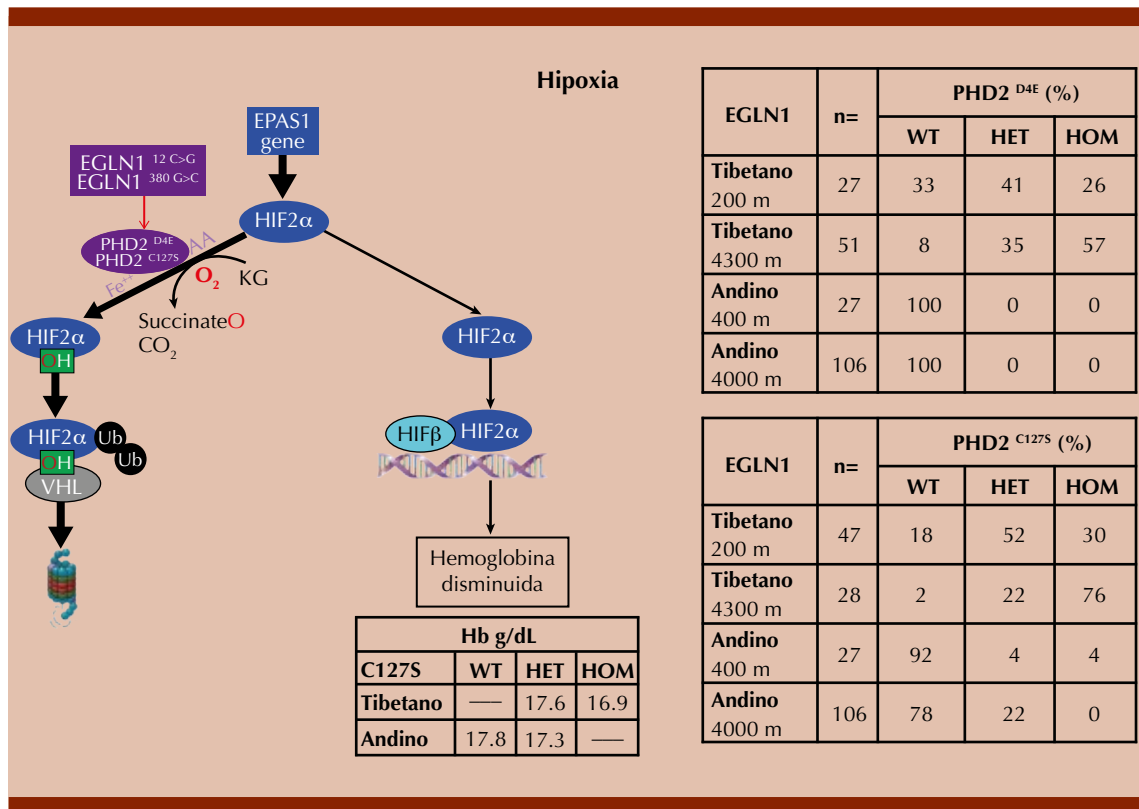 Hipoxia
EPAS1
gene
EGLN1 12 C>G
EGLN1 380 G>C
HIF2α
PHD2 D4E
PHD2 C127S
AA
Fe++
O2
KG
SuccinateO
CO2
HIF2α
OH
HIF2α
Ub
Ub
OH
VHL
HIF2α
HIFβ
HIF2α
Hemoglobina
disminuida
Hb g/dL
C127S WT HET HOM
Tibetano — 17.6 16.9
Andino 17.8 17.3 —
EGLN1 n= PHD2 D4E (%)
WT HET HOM
Tibetano
200 m 27 33 41 26
Tibetano
4300 m 51 8 35 57
Andino
400 m 27 100 0 0
Andino
4000 m 106 100 0 0
EGLN1 n= PHD2 C127S (%)
WT HET HOM
Tibetano
200 m 47 18 52 30
Tibetano
4300 m 28 2 22 76
Andino
400 m 27 92 4 4
Andino
4000 m 106 78 22 0